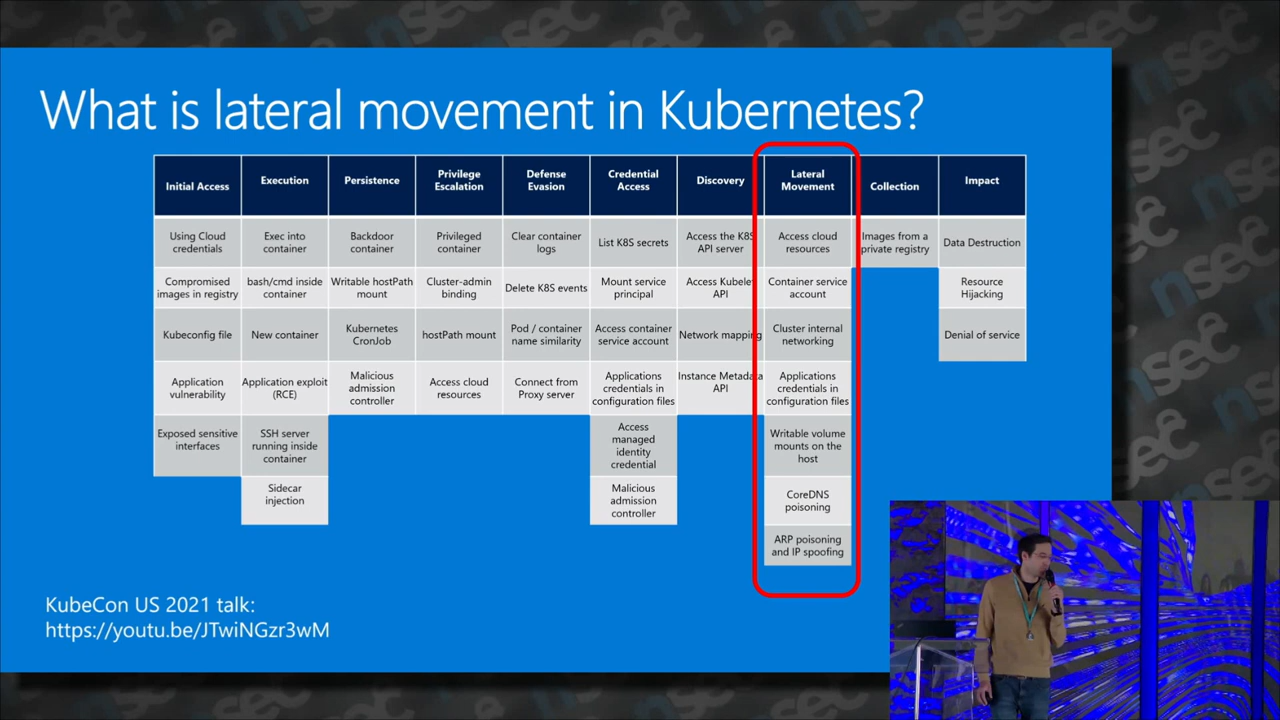 What is lateral movement in Kubernetes?
Initial Access
Execution
Persistence
Privilege
Escalation
Defense
Evasion
Credential
Access
Discovery
Lateral
Movement
Collection
Impact
Using Cloud
credentials
Exec into
container
Backdoor
container
Privileged
container
Clear container
logs
List K8S secrets
Access the K8S
API server
Access cloud
resources
Images from a
private registry
Data Destruction
Compromised
images in registry
bash/cmd inside
container
Writable hostPath
mount
Cluster-admin
binding
Delete K8S events
Mount service
principal
Access Kubelet
API
Container service
account
Resource
Hijacking
Kubeconfig file
New container
Kubernetes
CronJob
hostPath mount
Pod / container
name similarity
Access container
service account
Network mapping
Cluster internal
networking
Denial of service
Application
vulnerability
Application exploit
(RCE)
Malicious
admission
controller
Access cloud
resources
Connect from
Proxy server
Applications
credentials in
configuration files
Instance Metadata
API
Applications
credentials in
configuration files
Exposed sensitive
interfaces
SSH server
running inside
container
Access
managed
identity
credential
Writable volume
mounts on the
host
Sidecar
injection
Malicious
admission
controller
CoreDNS
poisoning
ARP poisoning
and IP spoofing
KubeCon US 2021 talk:
https://youtu.be/JTwiNGzr3wM
nsec